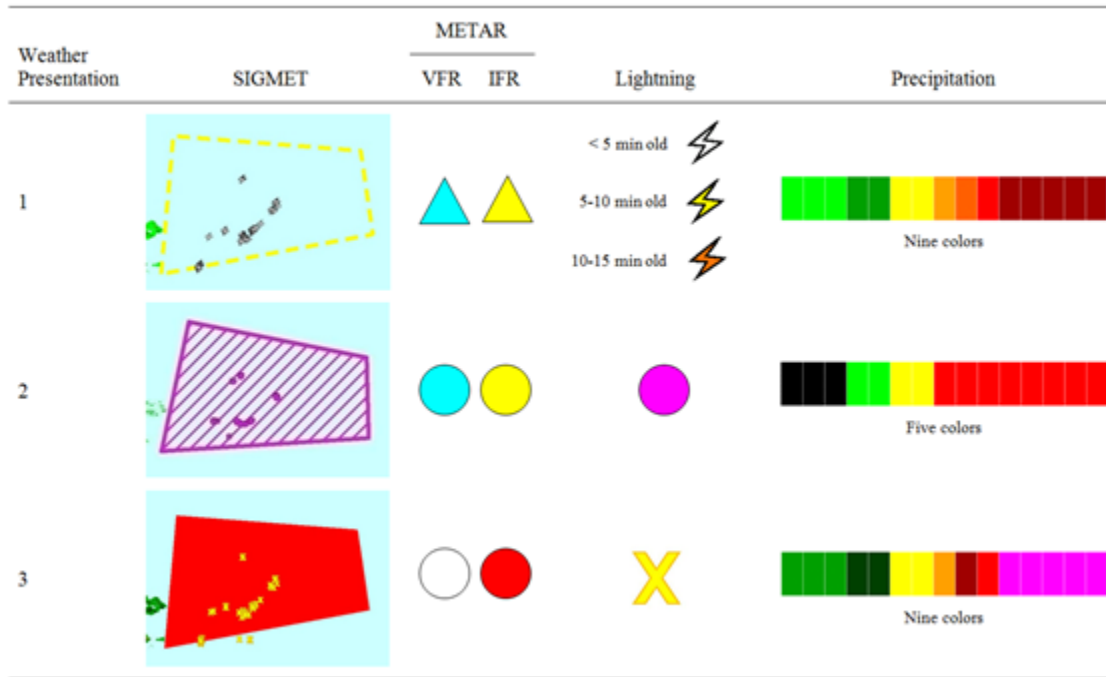 METAR
Weather
Presentation SIGMET VFR IFR Lightning Precipitation
< 5 min old
1 5-10 min old
Nine colors
10-15 min old
2
Five colors
3
Nine colors